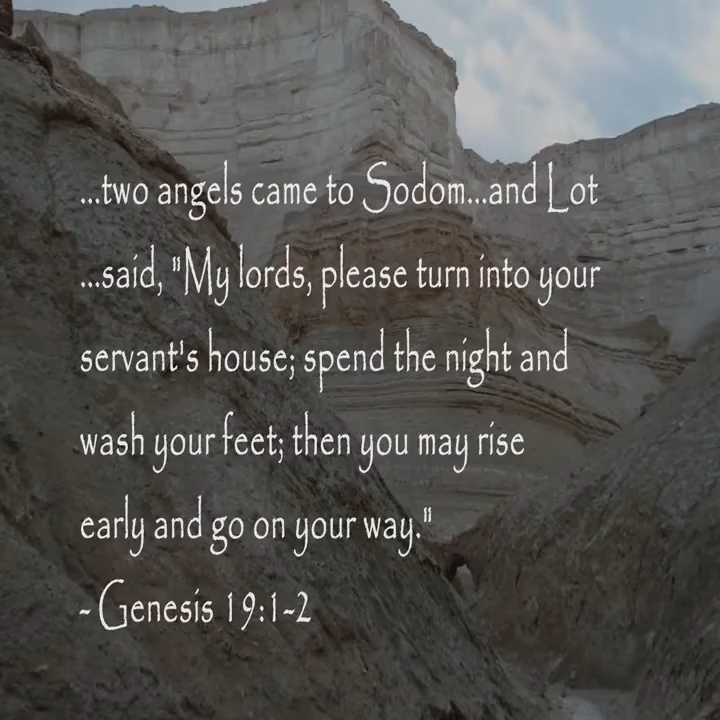 ...two angels came to Sodom...and Lot
...said, "My lords, please turn into your
servant's house; spend the night and
wash your feet; then you may rise
early and go on your way."
- Genesis 19:1-2